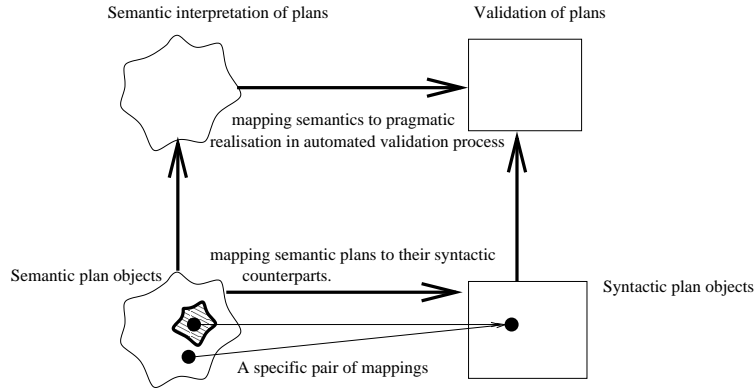 Semantic interpretation of plans
Validation of plans
mapping semantics to pragmatic
realisation in automated validation process
mapping semantic plans to their syntactic
counterparts.
Semantic plan objects
Syntactic plan objects
A specific pair of mappings